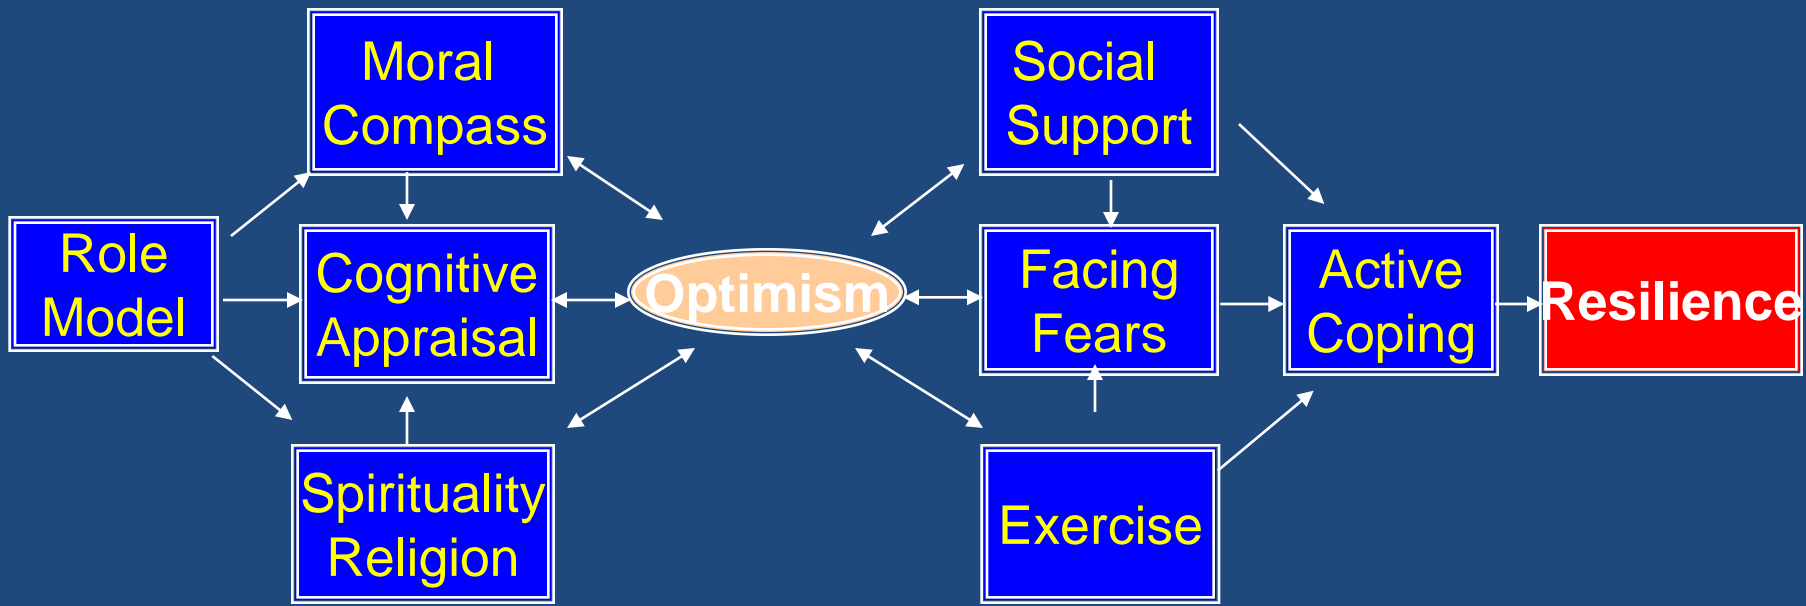 Moral
Compass
Social
Support
Role
Model
Cognitive
Appraisal
Optimism
Facing
Fears
Active
Coping
Resilience
Spirituality
Religion
Exercise